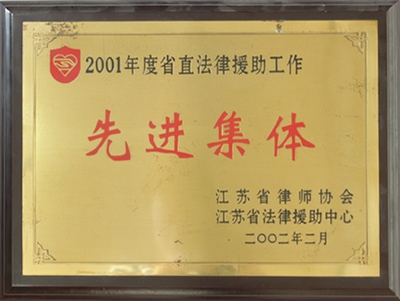 2001年度省直法律援助工作
先进集体
江苏省律师协会
江苏省法律援助中心
二〇〇二年二月